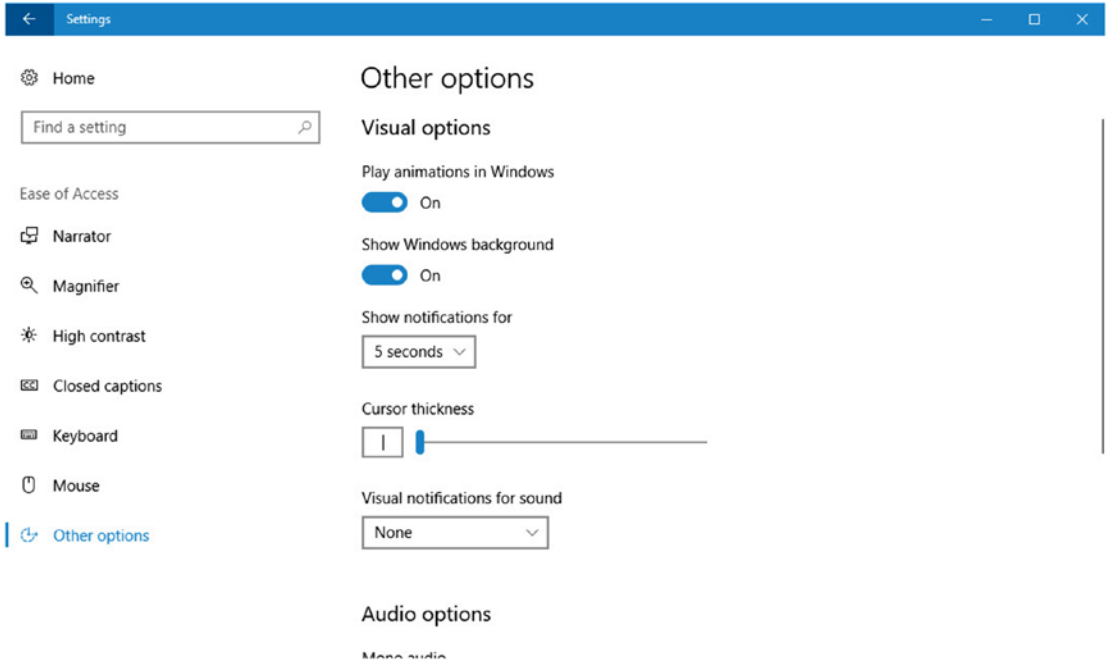 Settings
Home
Find a setting
Ease of Access
Narrator
Magnifier
High contrast
Closed captions
Keyboard
Mouse
Other options
Other options
Visual options
Play animations in Windows
On
Show Windows background
On
Show notifications for
5 seconds
Cursor thickness
Visual notifications for sound
None
Audio options
Mono audio